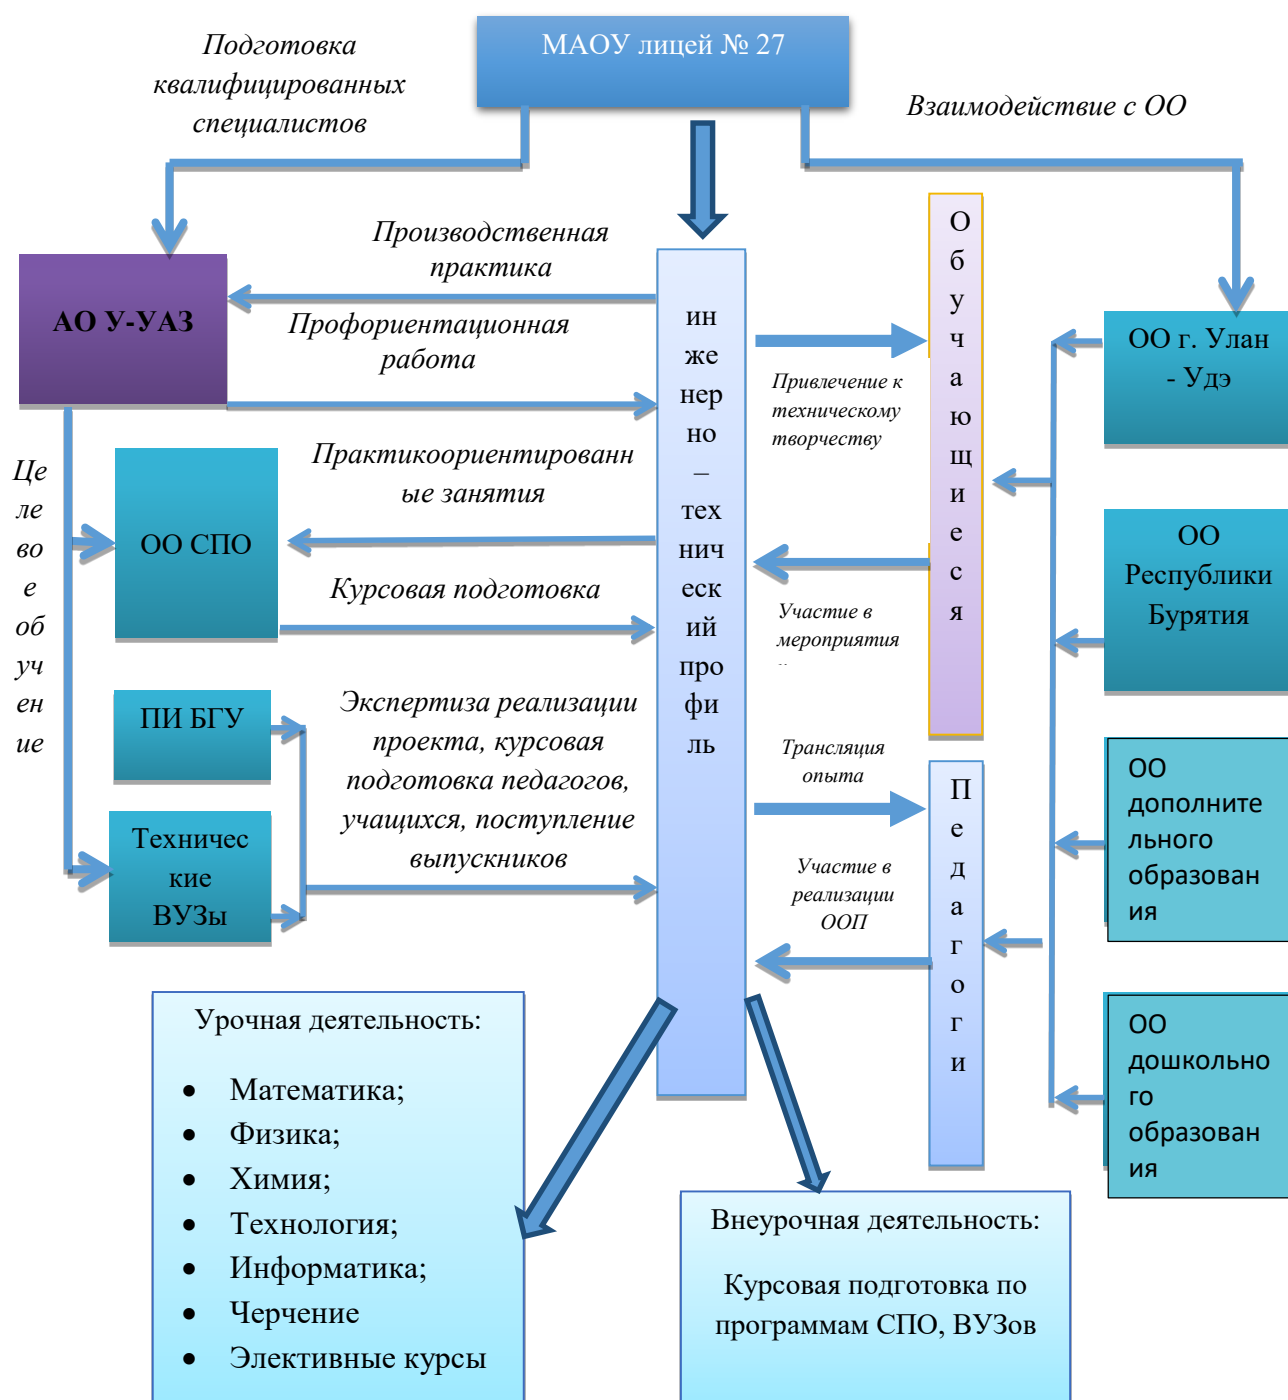 МАОУ лицей № 27
Подготовка
квалифицированных
специалистов
Взаимодействие с ОО
АО У-УАЗ
Производственная
практика
Профориентационная
работа
Це
ле
во
е
об
уч
ен
ие
ОО СПО
Практикоориентированн
ые занятия
Курсовая подготовка
ПИ БГУ
Техничес
кие
ВУЗы
Экспертиза реализации
проекта, курсовая
подготовка педагогов,
учащихся, поступление
выпускников
ин
же
нер
но
–
тех
нич
еск
ий
про
фи
ль
Привлечение к
техническому
творчеству
Участие в
мероприятия
Трансляция
опыта
Участие в
реализации
ООП
О
б
у
ч
а
ю
щ
и
е
с
я
П
е
д
а
г
о
г
и
ОО г. Улан
- Удэ
ОО
Республики
Бурятия
ОО
дополните
льного
образован
ия
ОО
дошкольно
го
образован
ия
Урочная деятельность:
• Математика;
• Физика;
• Химия;
• Технология;
• Информатика;
• Черчение
• Элективные курсы
Внеурочная деятельность:
Курсовая подготовка по
программам СПО, ВУЗов